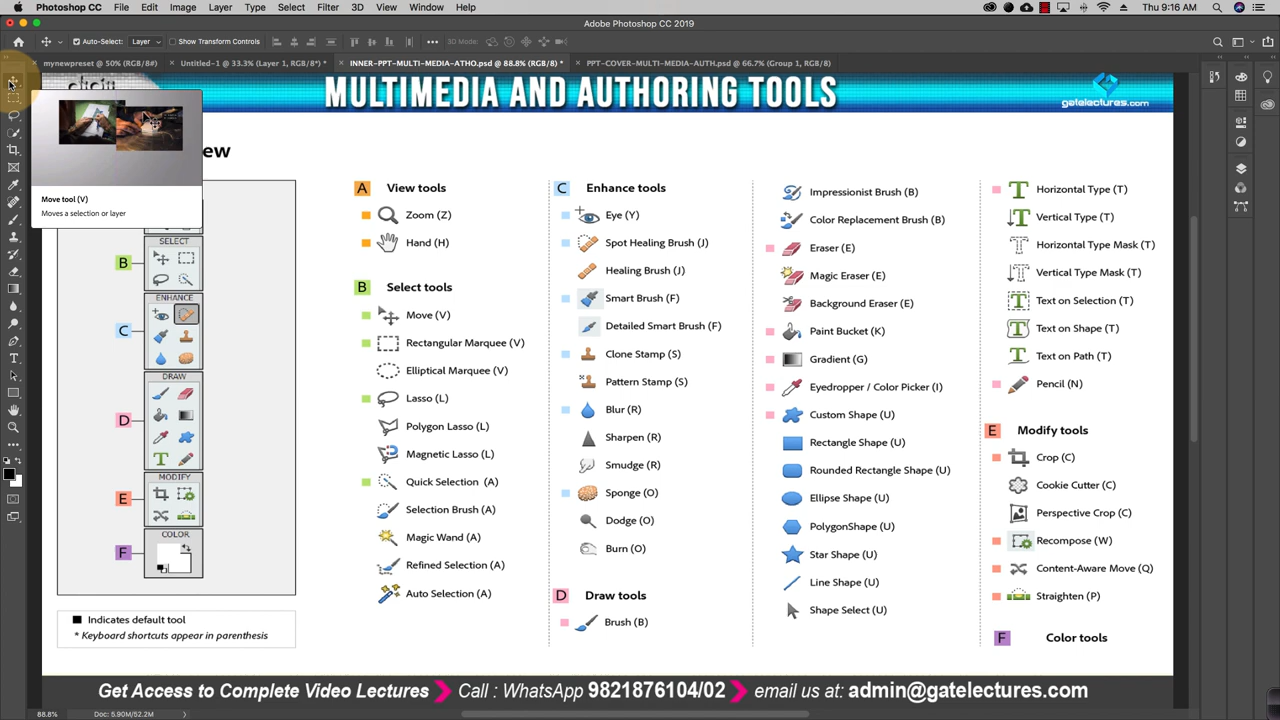 Photoshop CC File Edit Image Layer Type Select Filter 3D View Window Help Thu 9:16 AM
Adobe Photoshop CC 2019
Auto-Select: Layer Show Transform Controls 3D Mode:
mynewpreset @ 50% (RGB/8#) Untitled-1 @ 33.3% (Layer 1, RGB/8*) * INNER-PPT-MULTI-MEDIA-ATHO.psd @ 88.8% (RGB/8#) * PPT-COVER-MULTI-MEDIA-AUTH.psd @ 66.7% (Group 1, RGB/8)
MULTIMEDIA AND AUTHORING TOOLS
gatelectures.com
Move tool (V)
Moves a selection or layer
B
SELECT
C
ENHANCE
D
DRAW
E
MODIFY
F
COLOR
Indicates default tool
* Keyboard shortcuts appear in parenthesis
A View tools
Zoom (Z)
Hand (H)
B Select tools
Move (V)
Rectangular Marquee (V)
Elliptical Marquee (V)
Lasso (L)
Polygon Lasso (L)
Magnetic Lasso (L)
Quick Selection (A)
Selection Brush (A)
Magic Wand (A)
Refined Selection (A)
Auto Selection (A)
C Enhance tools
Eye (Y)
Spot Healing Brush (J)
Healing Brush (J)
Smart Brush (F)
Detailed Smart Brush (F)
Clone Stamp (S)
Pattern Stamp (S)
Blur (R)
Sharpen (R)
Smudge (R)
Sponge (O)
Dodge (O)
Burn (O)
D Draw tools
Brush (B)
Impressionist Brush (B)
Color Replacement Brush (B)
Eraser (E)
Magic Eraser (E)
Background Eraser (E)
Paint Bucket (K)
Gradient (G)
Eyedropper / Color Picker (I)
Custom Shape (U)
Rectangle Shape (U)
Rounded Rectangle Shape (U)
Ellipse Shape (U)
PolygonShape (U)
Star Shape (U)
Line Shape (U)
Shape Select (U)
Horizontal Type (T)
Vertical Type (T)
Horizontal Type Mask (T)
Vertical Type Mask (T)
Text on Selection (T)
Text on Shape (T)
Text on Path (T)
Pencil (N)
E Modify tools
Crop (C)
Cookie Cutter (C)
Perspective Crop (C)
Recompose (W)
Content-Aware Move (Q)
Straighten (P)
F Color tools
Get Access to Complete Video Lectures Call : WhatsApp 9821876104/02 email us at: admin@gatelectures.com
88.8% Doc: 5.90M/52.2M